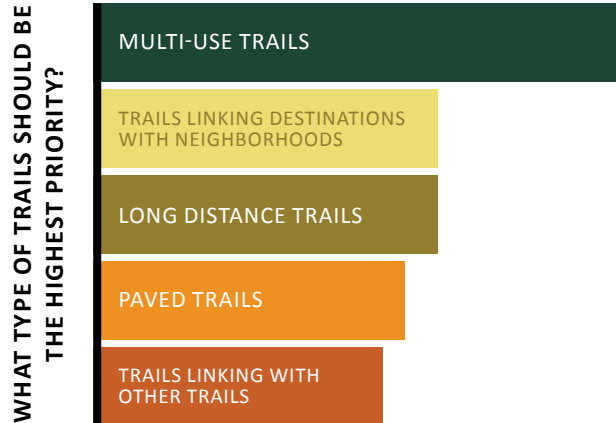 WHAT TYPE OF TRAILS SHOULD BE
THE HIGHEST PRIORITY?
MULTI-USE TRAILS
TRAILS LINKING DESTINATIONS
WITH NEIGHBORHOODS
LONG DISTANCE TRAILS
PAVED TRAILS
TRAILS LINKING WITH
OTHER TRAILS